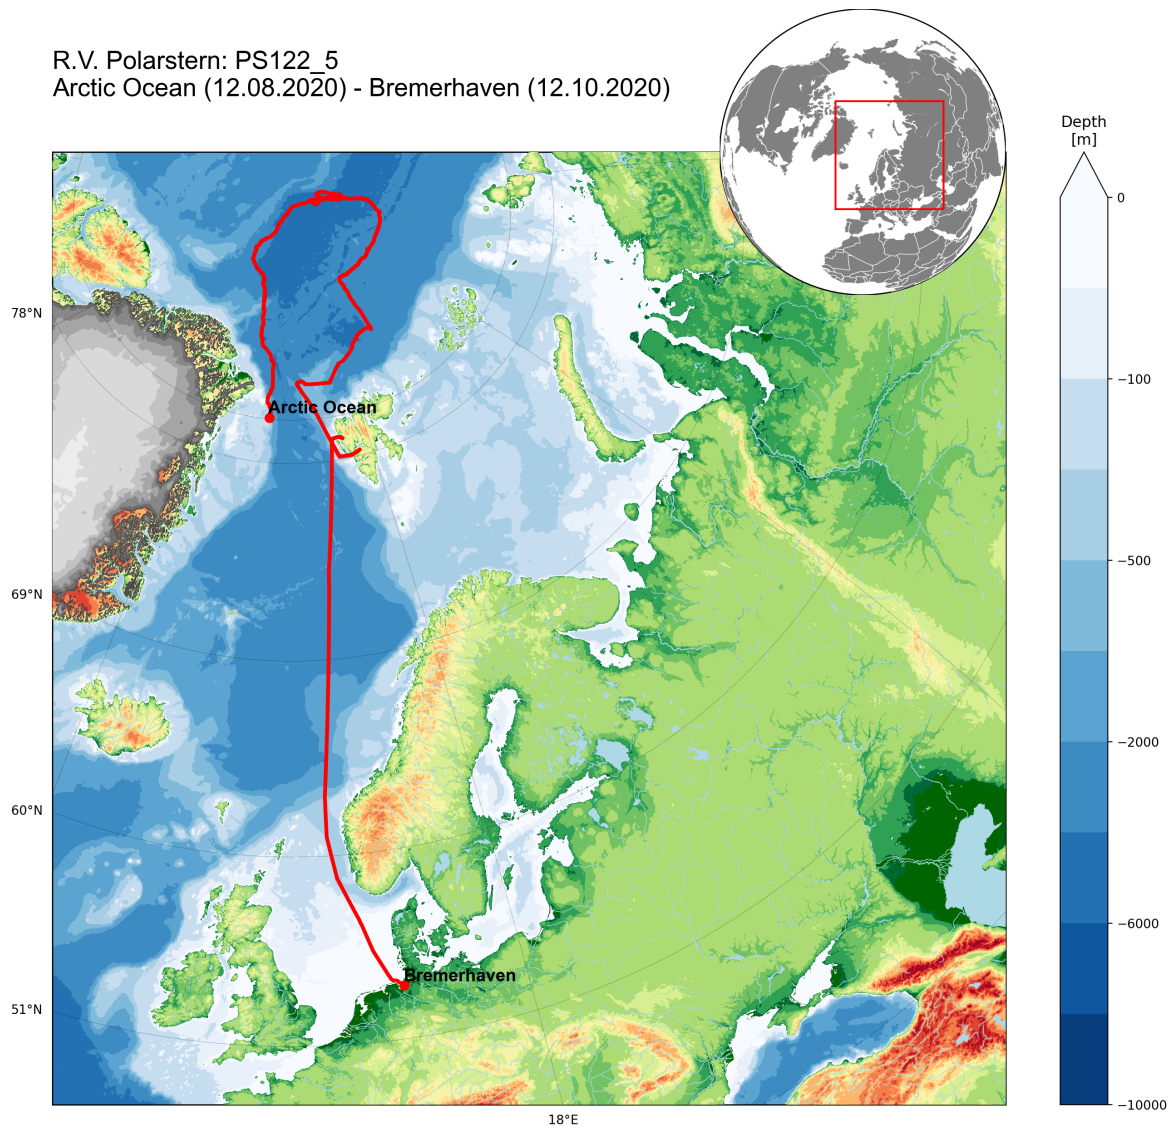 R.V. Polarstern: PS122_5
Arctic Ocean (12.08.2020) - Bremerhaven (12.10.2020)
Depth
[m]
0
−100
−500
−2000
−6000
−10000
78°N
69°N
60°N
51°N
18°E
Arctic Ocean
Bremerhaven